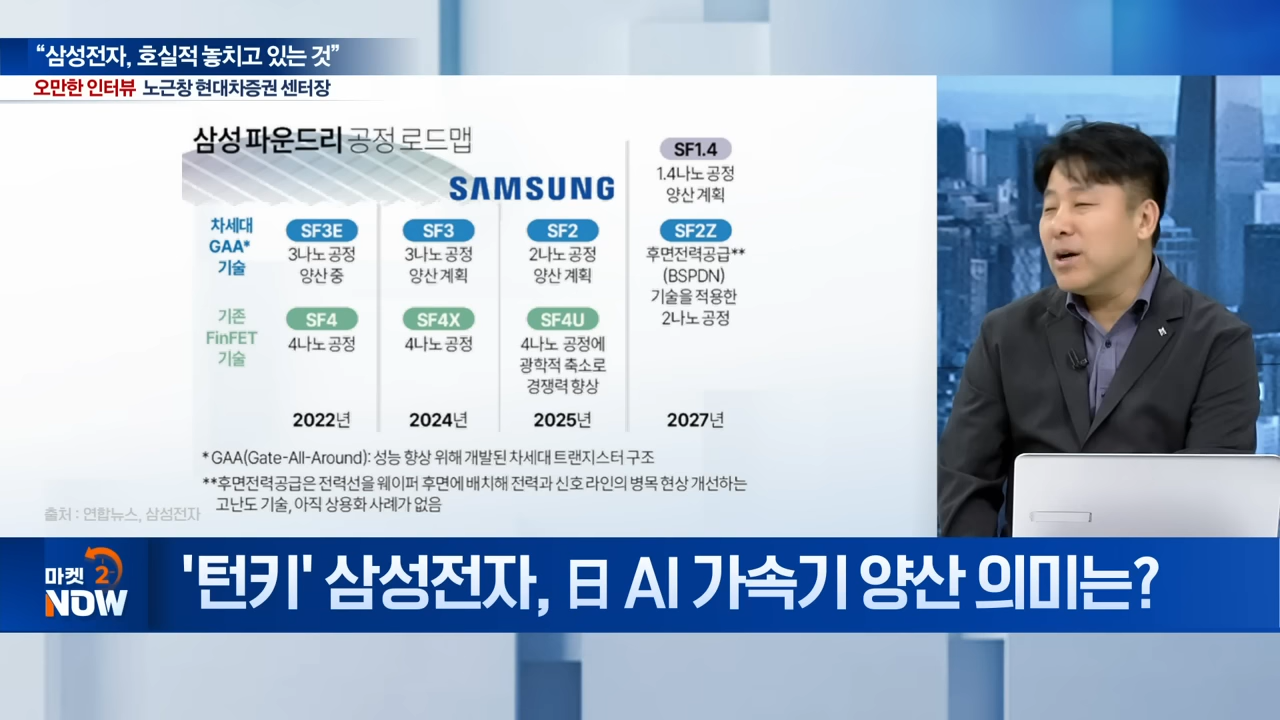 “삼성전자, 호실적 놓치고 있는 것”
오만한 인터뷰 노근창 현대차증권 센터장
삼성 파운드리 공정 로드맵
SAMSUNG
차세대
GAA*
기술
SF3E
3나노 공정
양산 중
SF3
3나노 공정
양산 계획
SF2
2나노 공정
양산 계획
SF1.4
1.4나노 공정
양산 계획
SF2Z
후면전력공급**
(BSPDN)
기술을 적용한
2나노 공정
기존
FinFET
기술
SF4
4나노 공정
SF4X
4나노 공정
SF4U
4나노 공정에
광학적 축소로
경쟁력 향상
2022년
2024년
2025년
2027년
* GAA(Gate-All-Around): 성능 향상 위해 개발된 차세대 트랜지스터 구조
**후면전력공급은 전력선을 웨이퍼 후면에 배치해 전력과 신호 라인의 병목 현상 개선하는
고난도 기술, 아직 상용화 사례가 없음
출처 : 연합뉴스, 삼성전자
마켓 2
NOW
'턴키' 삼성전자, 日 AI 가속기 양산 의미는?